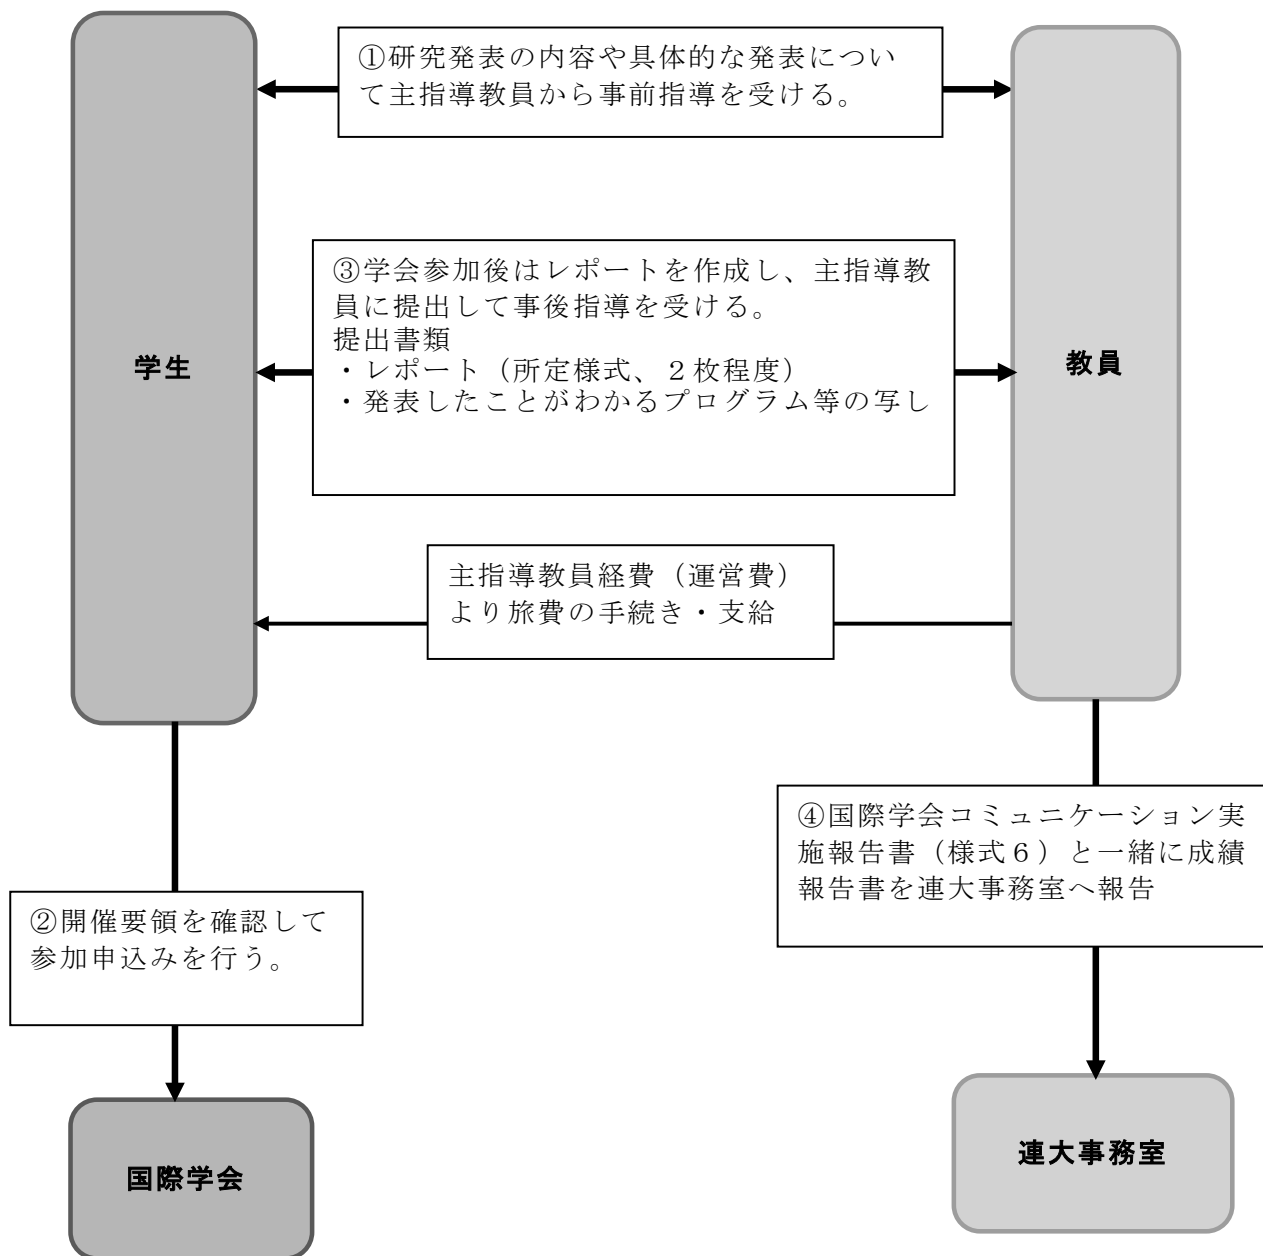 ①研究発表の内容や具体的な発表につい
て主指導教員から事前指導を受ける。
③学会参加後はレポートを作成し、主指導教
員に提出して事後指導を受ける。
提出書類
・レポート（所定様式、２枚程度）
・発表したことがわかるプログラム等の写し
学生
教員
主指導教員経費（運営費）
より旅費の手続き・支給
④国際学会コミュニケーション実
施報告書（様式６）と一緒に成績
報告書を連大事務室へ報告
②開催要領を確認して
参加申込みを行う。
国際学会
連大事務室